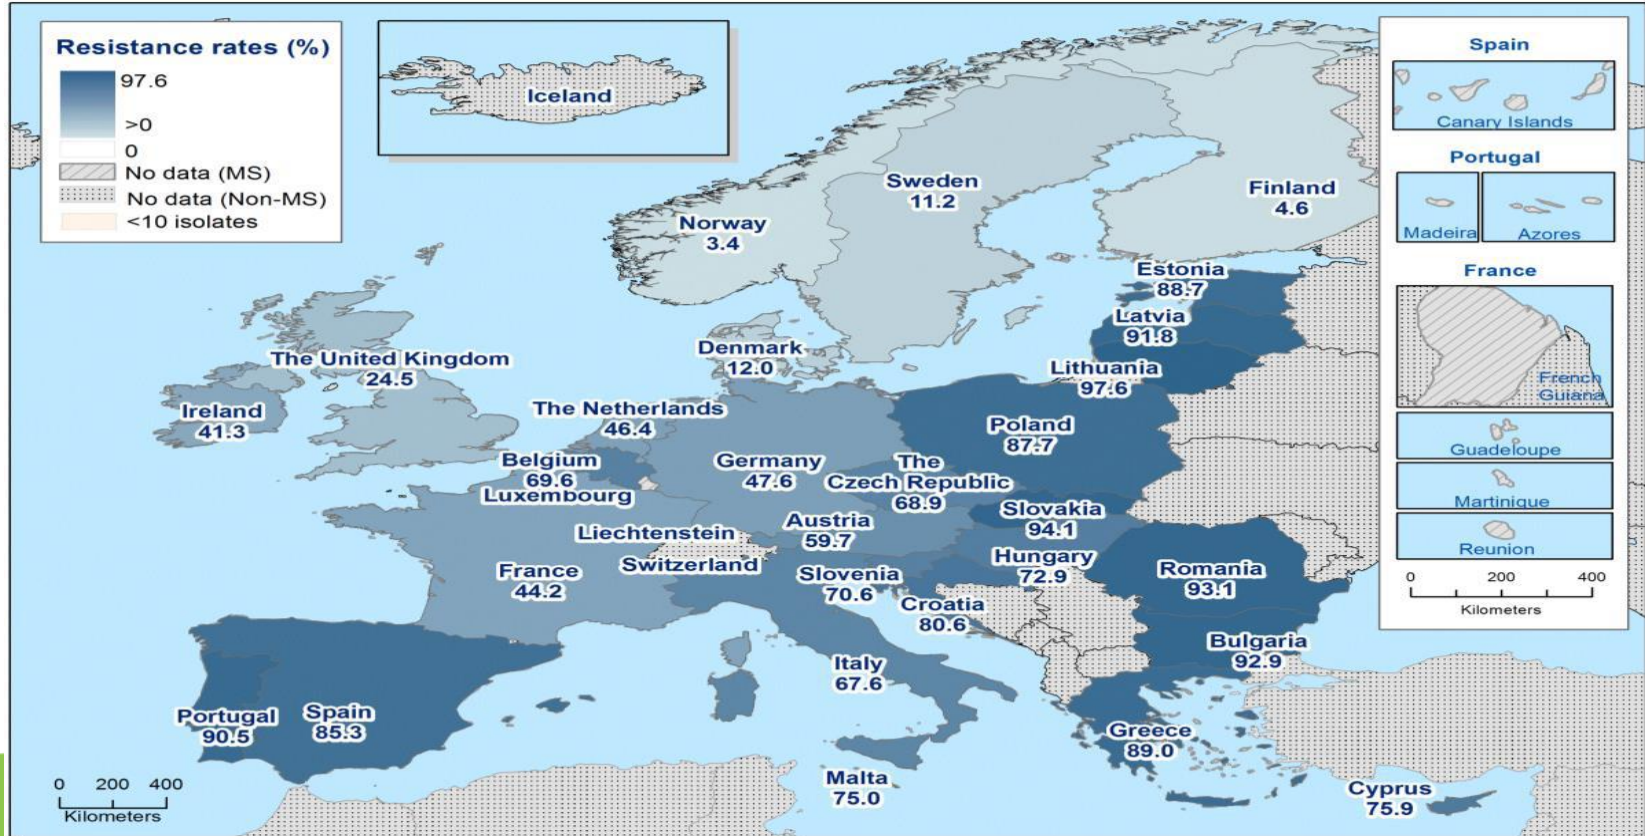 Resistance rates (%)
97.6
>0
0
No data (MS)
No data (Non-MS)
<10 isolates
Iceland
Norway
3.4
Sweden
11.2
Finland
4.6
Estonia
88.7
Latvia
91.8
Lithuania
97.6
Denmark
12.0
The United Kingdom
24.5
Ireland
41.3
The Netherlands
46.4
Belgium
69.6
Luxembourg
Germany
47.6
Poland
87.7
The
Czech Republic
68.9
Slovakia
94.1
Austria
59.7
Liechtenstein
Switzerland
Hungary
72.9
France
44.2
Slovenia
70.6
Romania
93.1
Croatia
80.6
Bulgaria
92.9
Italy
67.6
Portugal
90.5
Spain
85.3
Greece
89.0
Malta
75.0
Cyprus
75.9
0 200 400
Kilometers
Spain
Canary Islands
Portugal
Madeira
Azores
France
French
Guiana
Guadeloupe
Martinique
Reunion
0 200 400
Kilometers